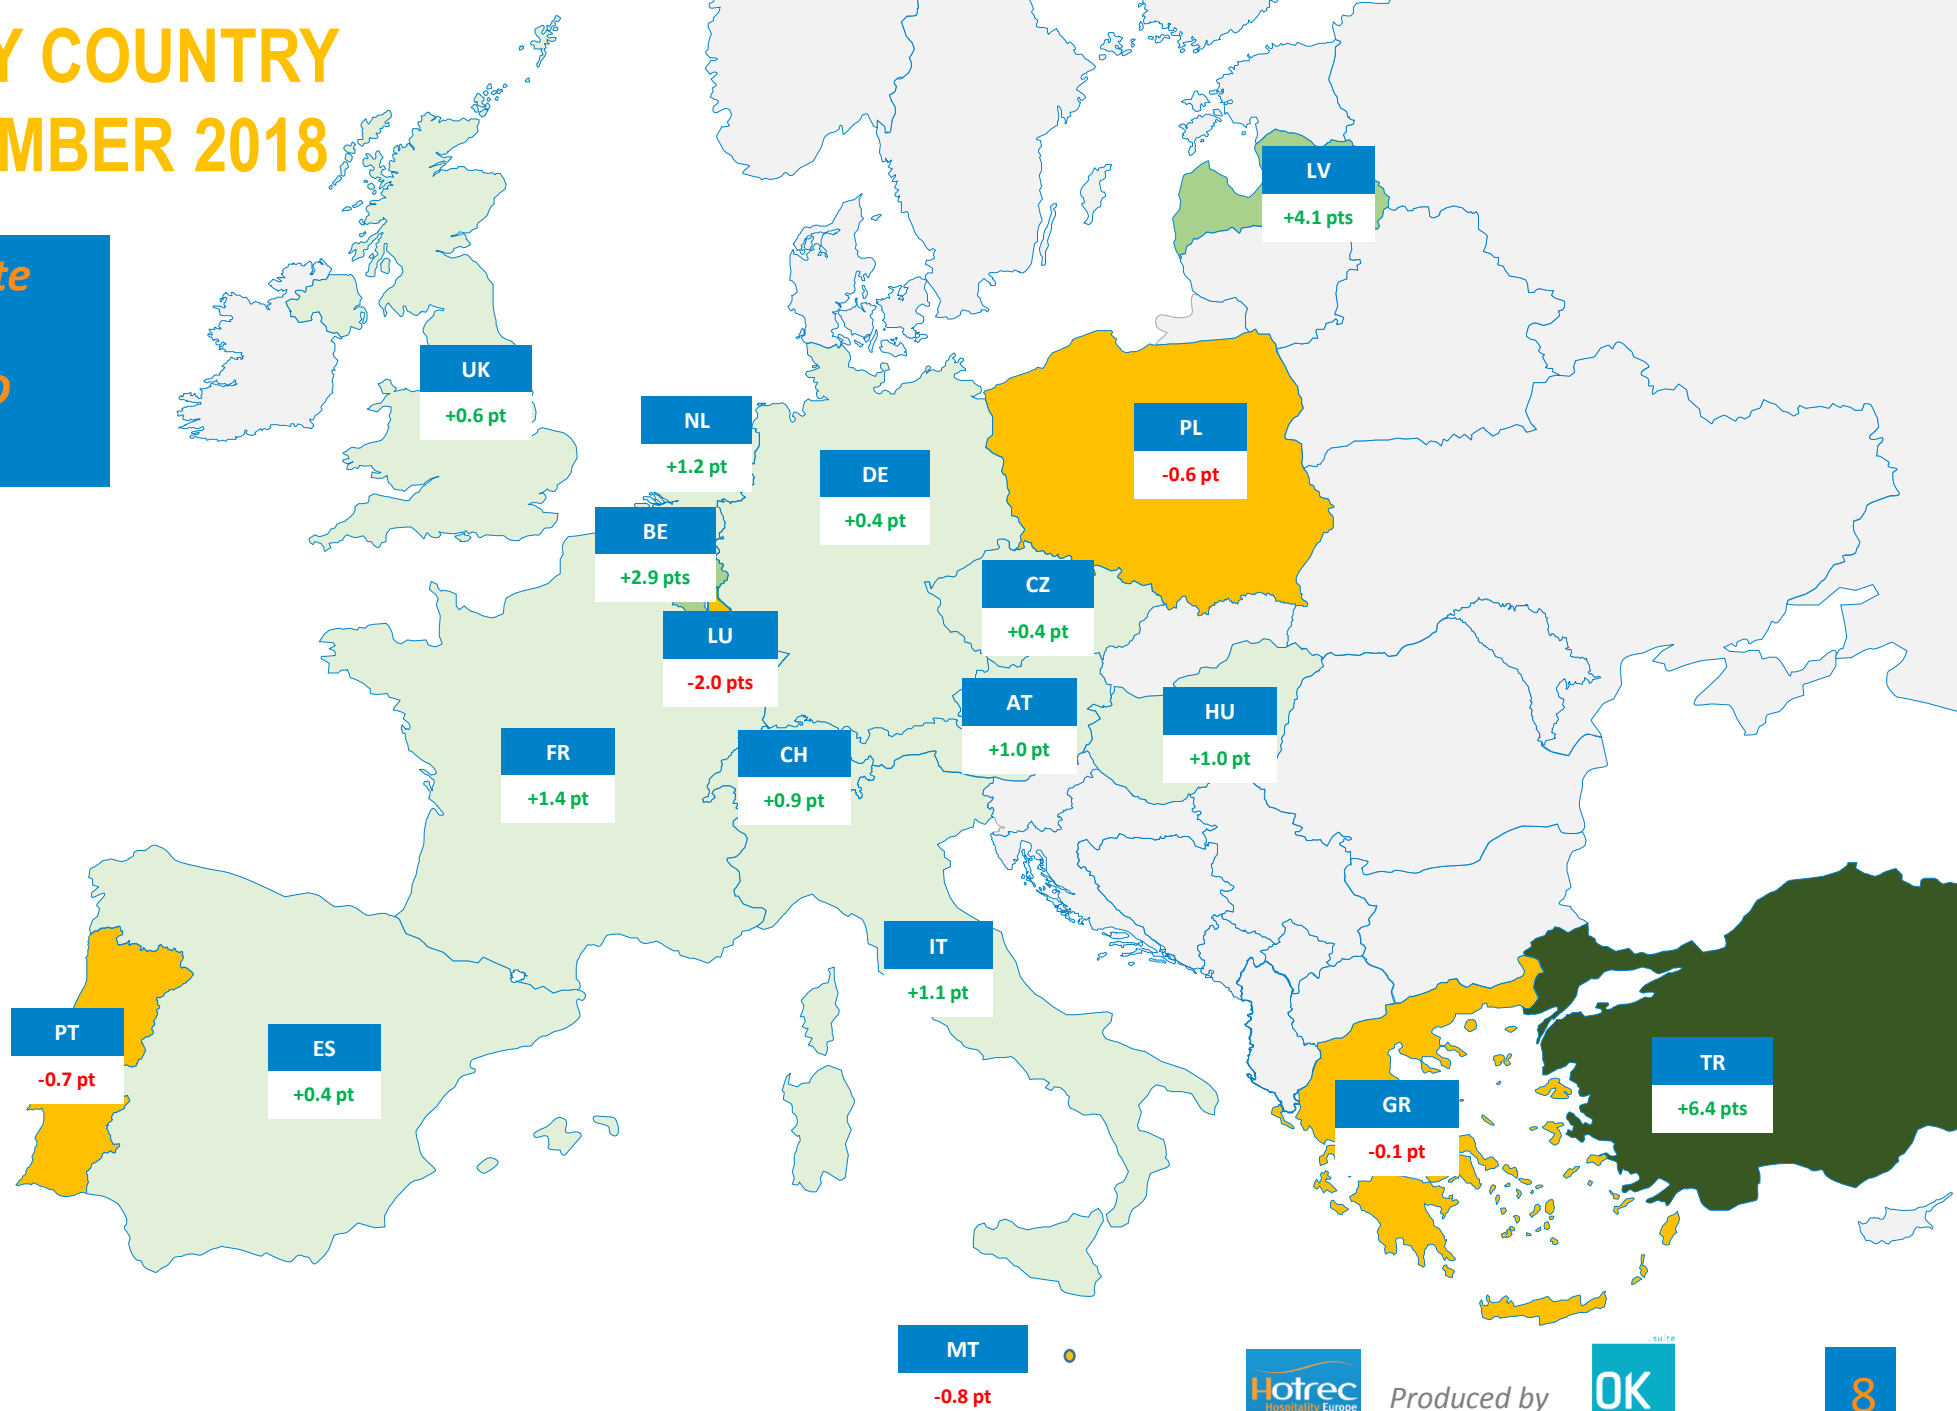 Y COUNTRY
MBER 2018
te
LV
+4.1 pts
UK
+0.6 pt
NL
+1.2 pt
PL
-0.6 pt
DE
+0.4 pt
BE
+2.9 pts
CZ
+0.4 pt
LU
-2.0 pts
AT
+1.0 pt
HU
+1.0 pt
FR
+1.4 pt
CH
+0.9 pt
IT
+1.1 pt
PT
-0.7 pt
ES
+0.4 pt
GR
-0.1 pt
TR
+6.4 pts
MT
-0.8 pt
Hotrec
Hospitality Europe
Produced by
suite
OK
8